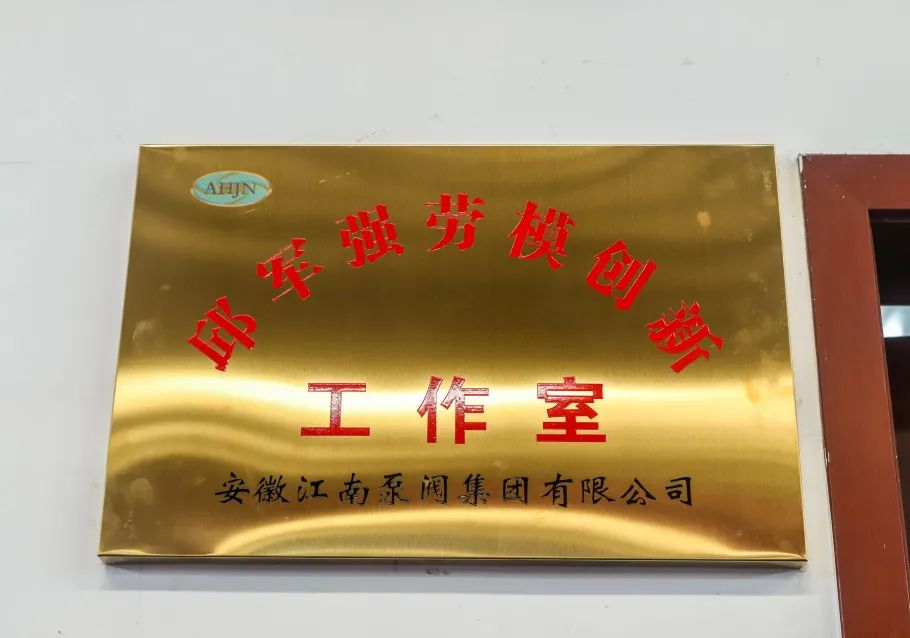 AHJN
邱军强劳模创新
工作室
安徽江南泵阀集团有限公司